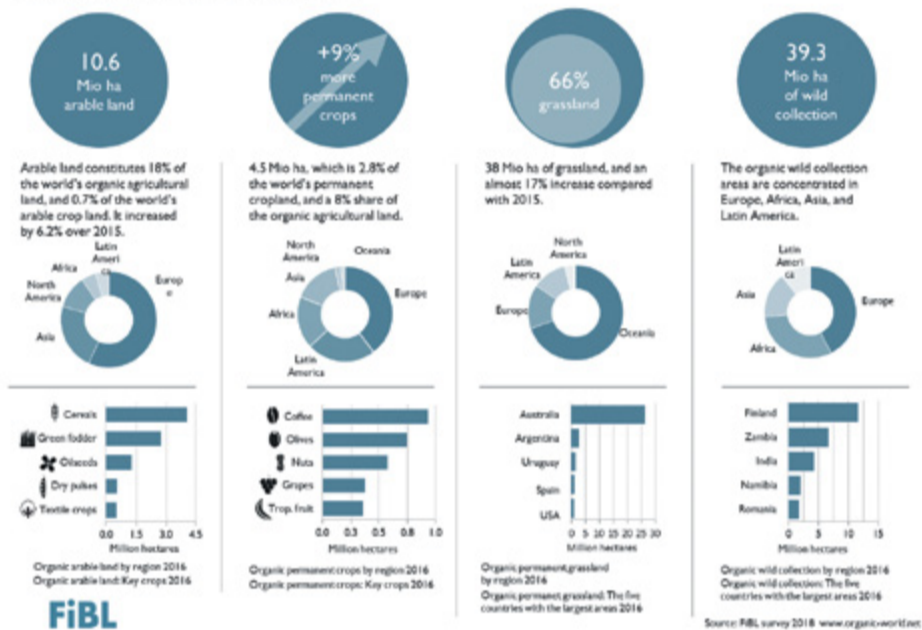 10.6
Mio ha
arable land
+9%
more
permanent
crops
66%
grassland
39.3
Mio ha
of wild
collection
Arable land constitutes 18% of
the world's organic agricultural
land, and 0.7% of the world's
arable crop land. It increased
by 6.2% over 2015.
4.5 Mio ha, which is 2.8% of
the world's permanent
cropland, and a 8% share of
the organic agricultural land.
38 Mio ha of grassland, and an
almost 17% increase compared
with 2015.
The organic wild collection
areas are concentrated in
Europe, Africa, Asia, and
Latin America.
Latin
Ameri
ca
Africa
North
America
Asia
Europ
e
North
America
Oceania
Asia
Africa
Europe
Latin
America
North
America
Latin
America
Europe
Oceania
Latin
Ameri
ca
Asia
Europe
Africa
Cereals
Green fodder
Oilseeds
Dry pulses
Textile crops
0.0 1.5 3.0 4.5
Million hectares
Organic arable land by region 2016
Organic arable land: Key crops 2016
Coffee
Olives
Nuts
Grapes
Trop. fruit
0.0 0.3 0.5 0.8 1.0
Million hectares
Organic permanent crops by region 2016
Organic permanent crops: Key crops 2016
Australia
Argentina
Uruguay
Spain
USA
0 5 10 15 20 25 30
Million hectares
Organic permanent grassland
by region 2016
Organic permanet grassland: The five
countries with the largest areas 2016
Finland
Zambia
India
Namibia
Romania
0 5 10 15
Million hectares
Organic wild collection by region 2016
Organic wild collection: The five
countries with the largest areas 2016
FiBL
Source: FiBL survey 2018 www.organic-world.net